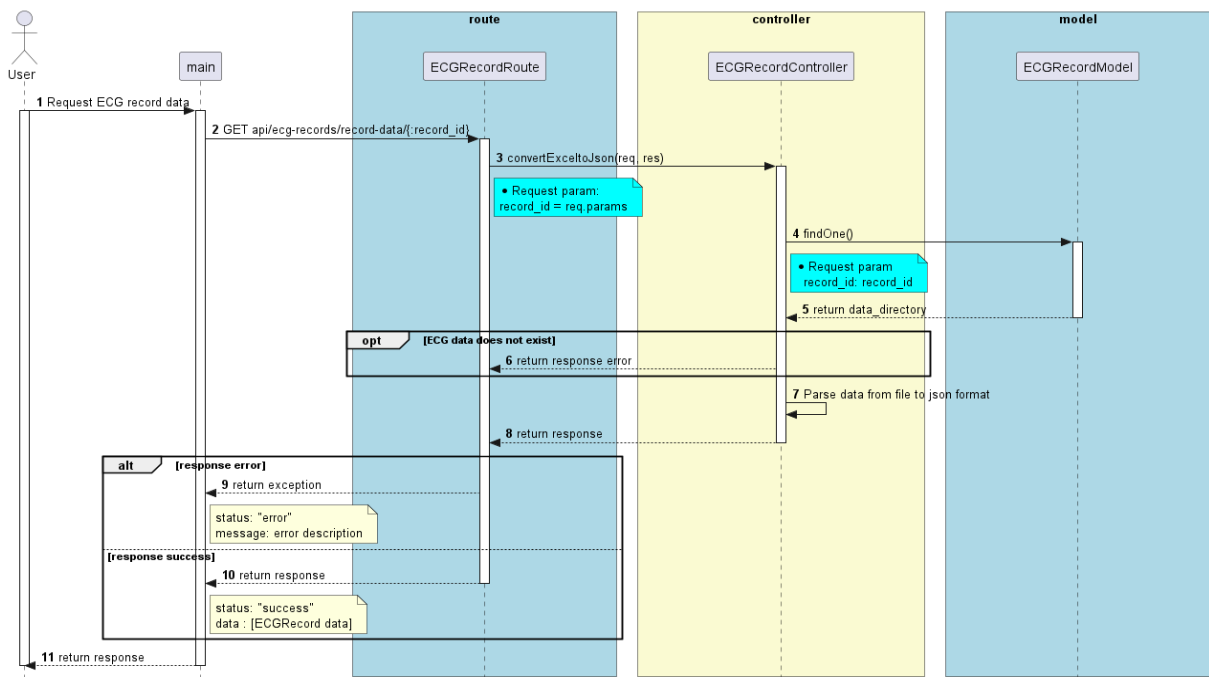 route
controller
model
User
main
ECGRecordRoute
ECGRecordController
ECGRecordModel
1 Request ECG record data
2 GET api/ecg-records/record-data/{:record_id}
3 convertExceltoJson(req, res)
• Request param:
record_id = req.params
4 findOne()
• Request param
record_id: record_id
5 return data_directory
opt [ECG data does not exist]
6 return response error
7 Parse data from file to json format
8 return response
alt [response error]
9 return exception
status: "error"
message: error description
[response success]
10 return response
status: "success"
data : [ECGRecord data]
11 return response